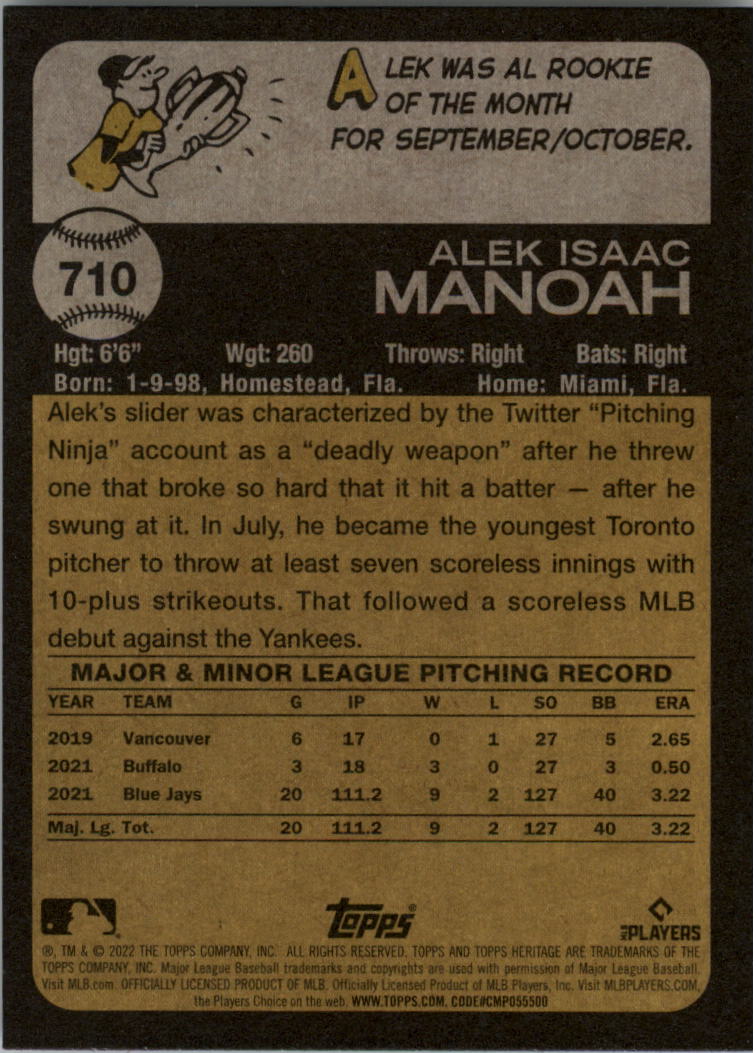 ALEK WAS AL ROOKIE
OF THE MONTH
FOR SEPTEMBER/OCTOBER.
710
ALEK ISAAC
MANOAH
Hgt: 6'6" Wgt: 260 Throws: Right Bats: Right
Born: 1-9-98, Homestead, Fla. Home: Miami, Fla.
Alek's slider was characterized by the Twitter "Pitching
Ninja" account as a "deadly weapon" after he threw
one that broke so hard that it hit a batter — after he
swung at it. In July, he became the youngest Toronto
pitcher to throw at least seven scoreless innings with
10-plus strikeouts. That followed a scoreless MLB
debut against the Yankees.
MAJOR & MINOR LEAGUE PITCHING RECORD
YEAR TEAM G IP W L SO BB ERA
2019 Vancouver 6 17 0 1 27 5 2.65
2021 Buffalo 3 18 3 0 27 3 0.50
2021 Blue Jays 20 111.2 9 2 127 40 3.22
Maj. Lg. Tot. 20 111.2 9 2 127 40 3.22
Topps®
MLB PLAYERS
®, TM & © 2022 THE TOPPS COMPANY, INC. ALL RIGHTS RESERVED. TOPPS AND TOPPS HERITAGE ARE TRADEMARKS OF THE
TOPPS COMPANY, INC. Major League Baseball trademarks and copyrights are used with permission of Major League Baseball.
Visit MLB.com. OFFICIALLY LICENSED PRODUCT OF MLB. Officially Licensed Product of MLB Players, Inc. Visit MLBPLAYERS.COM,
the Players Choice on the web. WWW.TOPPS.COM. CODE#CMP055500